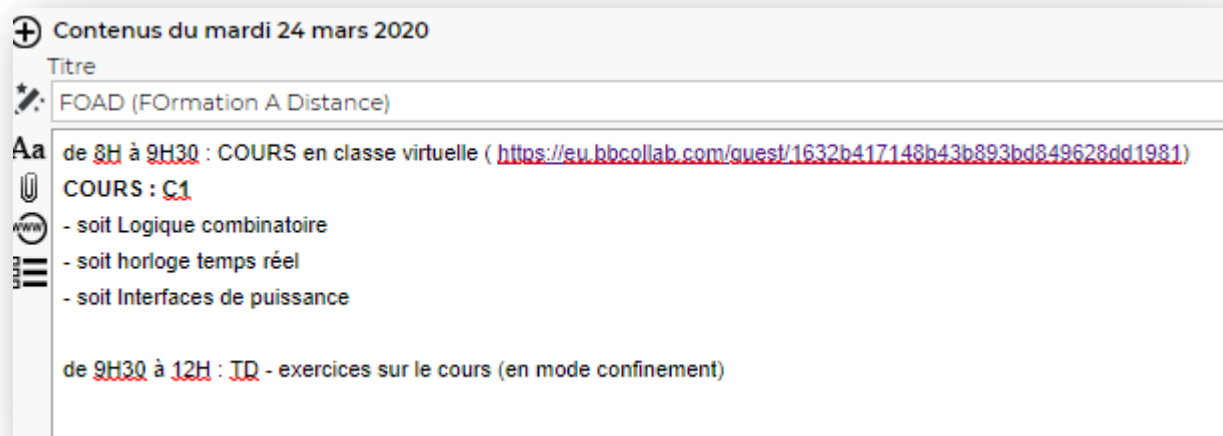 Contenus du mardi 24 mars 2020
Titre
FOAD (FOrmation A Distance)
Aa
de 8H à 9H30 : COURS en classe virtuelle ( https://eu.bbcollab.com/guest/1632b417148b43b893bd849628dd1981)
COURS : C1
www
- soit Logique combinatoire
- soit horloge temps réel
- soit Interfaces de puissance
de 9H30 à 12H : TD - exercices sur le cours (en mode confinement)